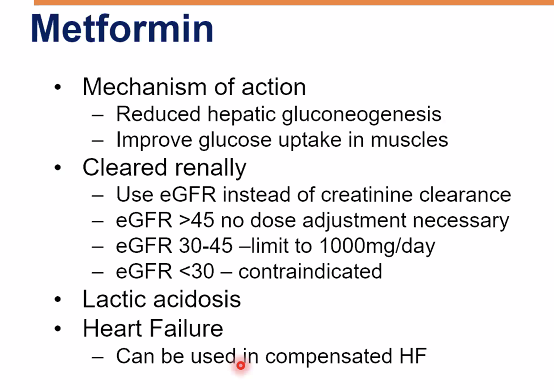 Metformin
• Mechanism of action
– Reduced hepatic gluconeogenesis
– Improve glucose uptake in muscles
• Cleared renally
– Use eGFR instead of creatinine clearance
– eGFR >45 no dose adjustment necessary
– eGFR 30-45 –limit to 1000mg/day
– eGFR <30 – contraindicated
• Lactic acidosis
• Heart Failure
– Can be used in compensated HF